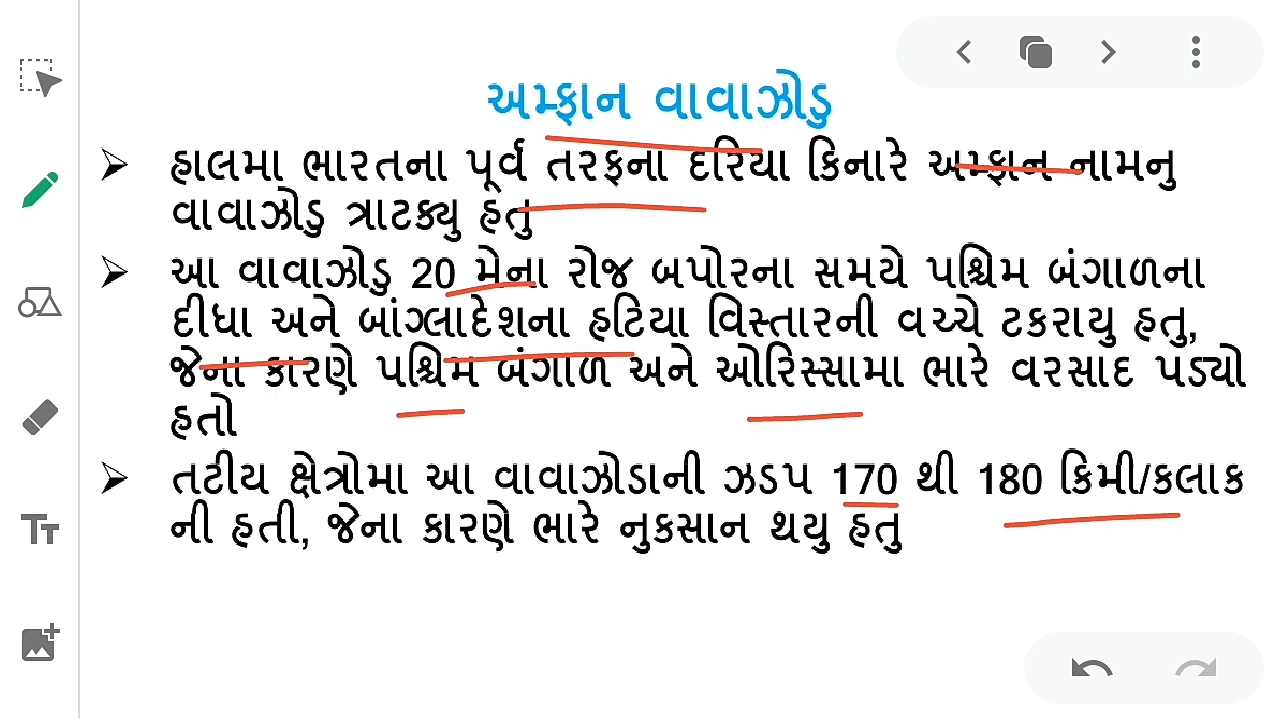 અમ્ફાન વાવાઝોડુ
➢ હાલમા ભારતના પૂર્વ તરફના દરિયા કિનારે અમ્ફાન નામનુ
વાવાઝોડુ ત્રાટક્યુ હતુ
➢ આ વાવાઝોડુ 20 મેના રોજ બપોરના સમયે પશ્ચિમ બંગાળના
દીધા અને બાંગ્લાદેશના હટિયા વિસ્તારની વચ્ચે ટકરાયુ હતુ,
જેના કારણે પશ્ચિમ બંગાળ અને ઓરિસ્સામા ભારે વરસાદ પડ્યો
હતો
➢ તટીય ક્ષેત્રોમા આ વાવાઝોડાની ઝડપ 170 થી 180 કિમી/કલાક
ની હતી, જેના કારણે ભારે નુકસાન થયુ હતુ
Tт